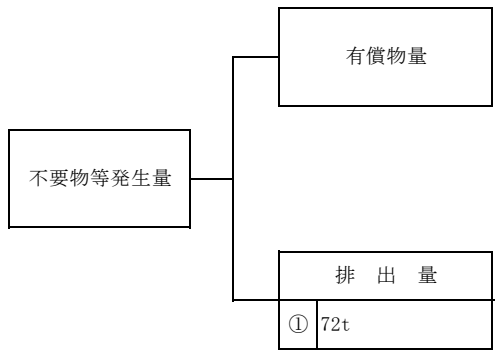 有償物量
不要物等発生量
排　出　量
① 72t